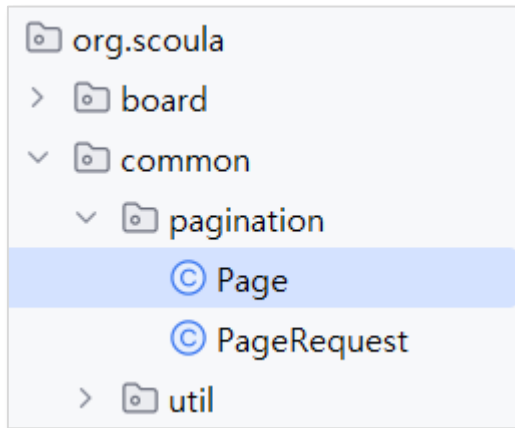 org.scoula
board
common
pagination
© Page
© PageRequest
util